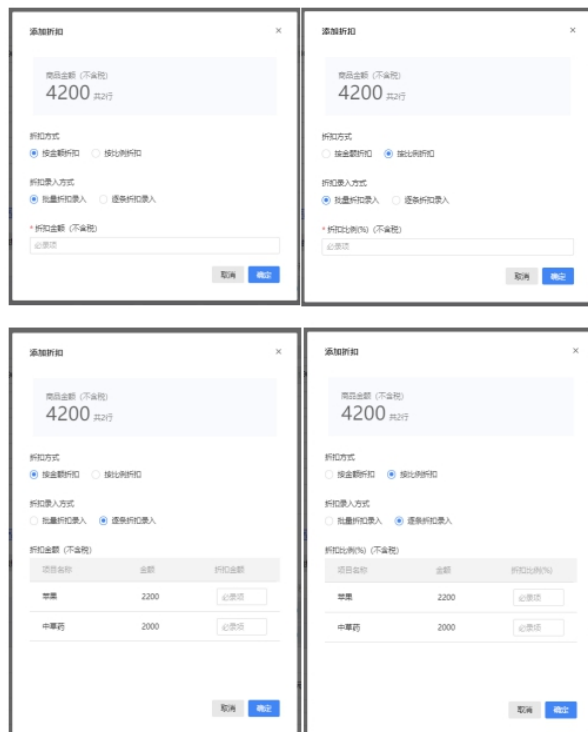 添加折扣 ×
商品金额（不含税）
4200 共2行
折扣方式
按金额折扣 按比例折扣
折扣录入方式
批量折扣录入 逐条折扣录入
* 折扣金额（不含税）
必录项
取消 确定
添加折扣 ×
商品金额（不含税）
4200 共2行
折扣方式
按金额折扣 按比例折扣
折扣录入方式
批量折扣录入 逐条折扣录入
* 折扣比例(%)（不含税）
必录项
取消 确定
添加折扣 ×
商品金额（不含税）
4200 共2行
折扣方式
按金额折扣 按比例折扣
折扣录入方式
批量折扣录入 逐条折扣录入
折扣金额（不含税）
项目名称 金额 折扣金额
苹果 2200 必录项
中草药 2000 必录项
取消 确定
添加折扣 ×
商品金额（不含税）
4200 共2行
折扣方式
按金额折扣 按比例折扣
折扣录入方式
批量折扣录入 逐条折扣录入
折扣比例(%)（不含税）
项目名称 金额 折扣比例(%)
苹果 2200 必录项
中草药 2000 必录项
取消 确定